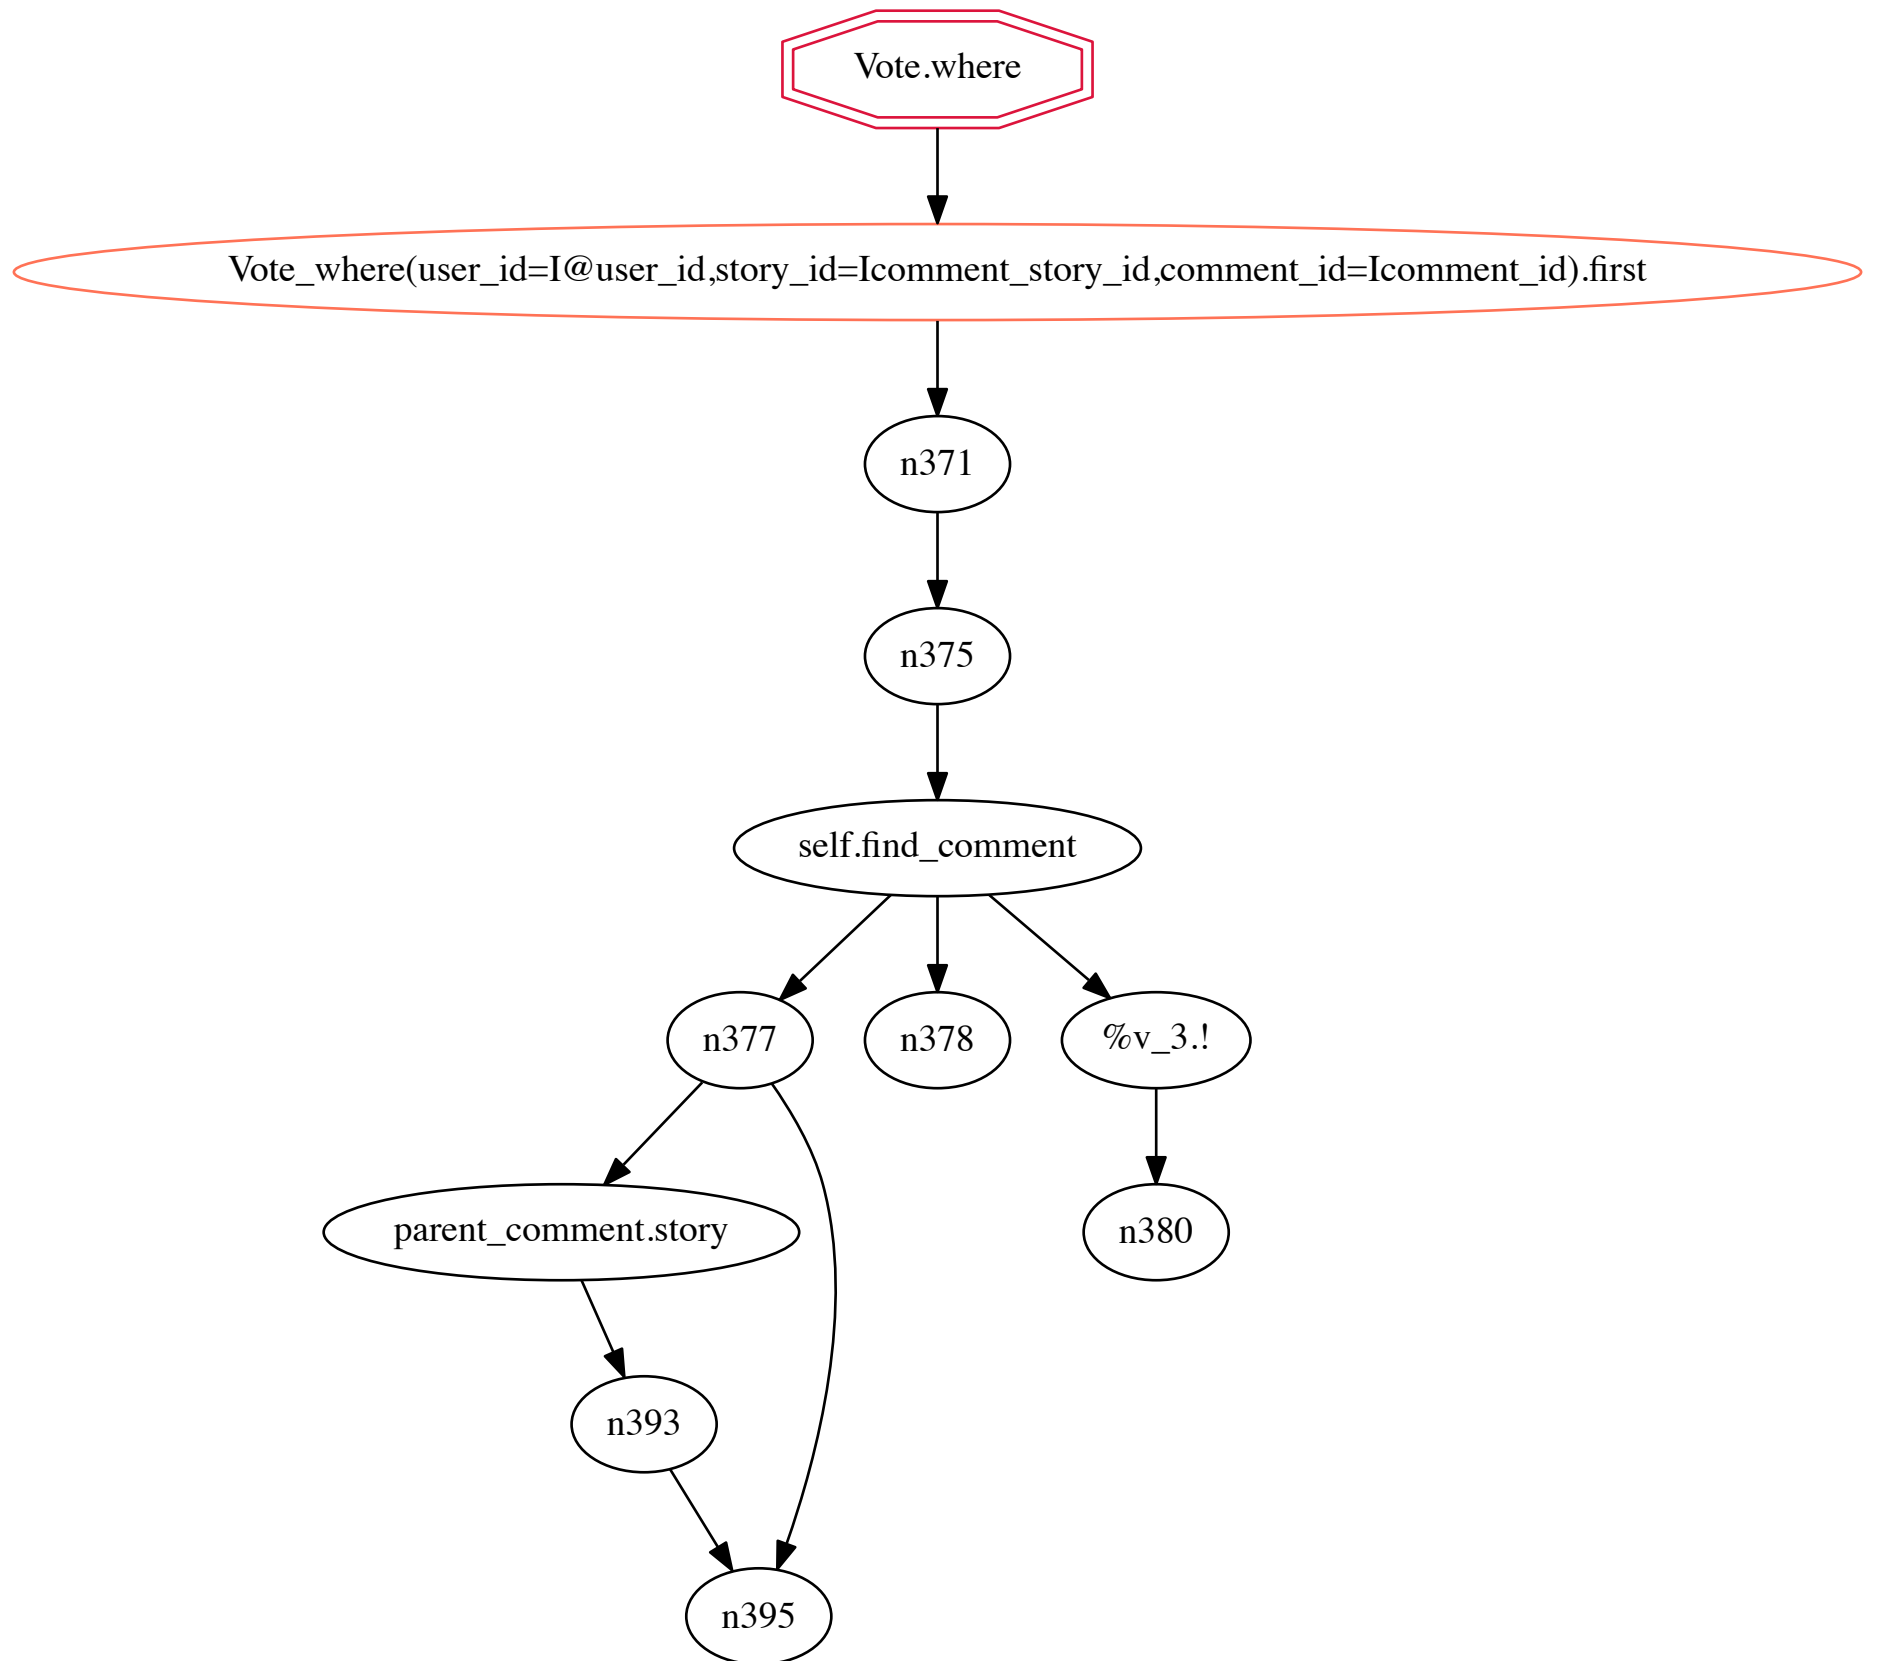 Vote.where
Vote_where(user_id=I@user_id,story_id=Icomment_story_id,comment_id=Icomment_id).first
n371
n375
self.find_comment
n377
n378
%v_3.!
parent_comment.story
n380
n393
n395